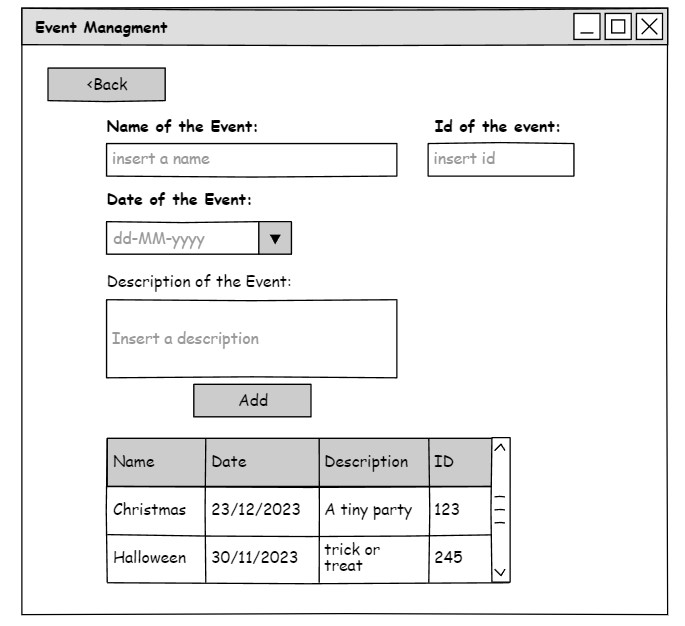 Event Managment
<Back
Name of the Event: Id of the event:
insert a name insert id
Date of the Event:
dd-MM-yyyy
Description of the Event:
Insert a description
Add
Name Date Description ID
Christmas 23/12/2023 A tiny party 123
Halloween 30/11/2023 trick or treat 245